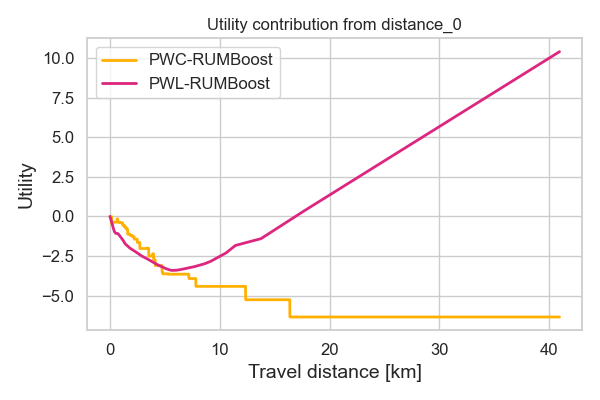 Utility contribution from distance_0
PWC-RUMBoost
PWL-RUMBoost
10.0
7.5
5.0
2.5
0.0
−2.5
−5.0
Utility
0 10 20 30 40
Travel distance [km]